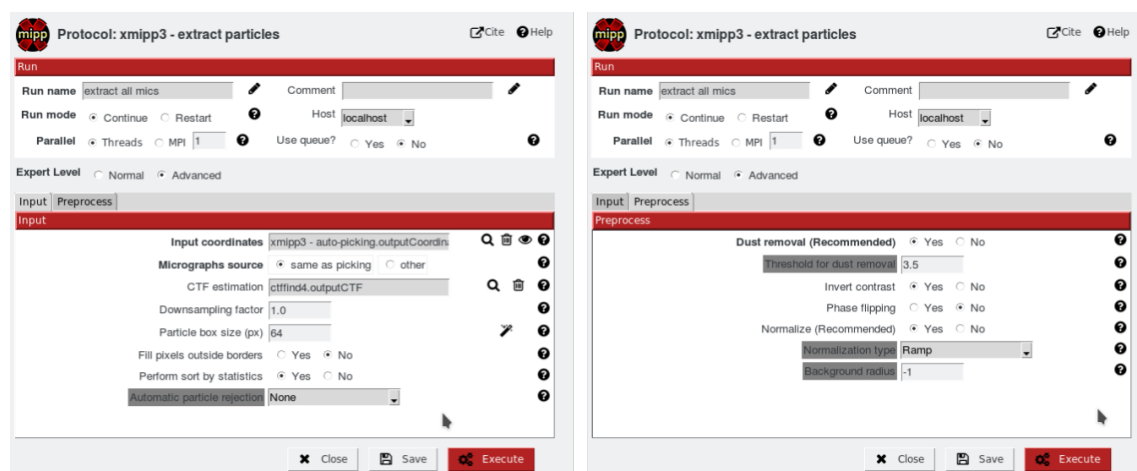 mipp Protocol: xmipp3 - extract particles Cite Help
Run
Run name extract all mics Comment
Run mode Continue Restart Host localhost
Parallel Threads MPI 1 Use queue? Yes No
Expert Level Normal Advanced
Input Preprocess
Input
Input coordinates xmipp3 - auto-picking.outputCoordin
Micrographs source same as picking other
CTF estimation ctffind4.outputCTF
Downsampling factor 1.0
Particle box size (px) 64
Fill pixels outside borders Yes No
Perform sort by statistics Yes No
Automatic particle rejection None
Close Save Execute
mipp Protocol: xmipp3 - extract particles Cite Help
Run
Run name extract all mics Comment
Run mode Continue Restart Host localhost
Parallel Threads MPI 1 Use queue? Yes No
Expert Level Normal Advanced
Input Preprocess
Preprocess
Dust removal (Recommended) Yes No
Threshold for dust removal 3.5
Invert contrast Yes No
Phase flipping Yes No
Normalize (Recommended) Yes No
Normalization type Ramp
Background radius -1
Close Save Execute